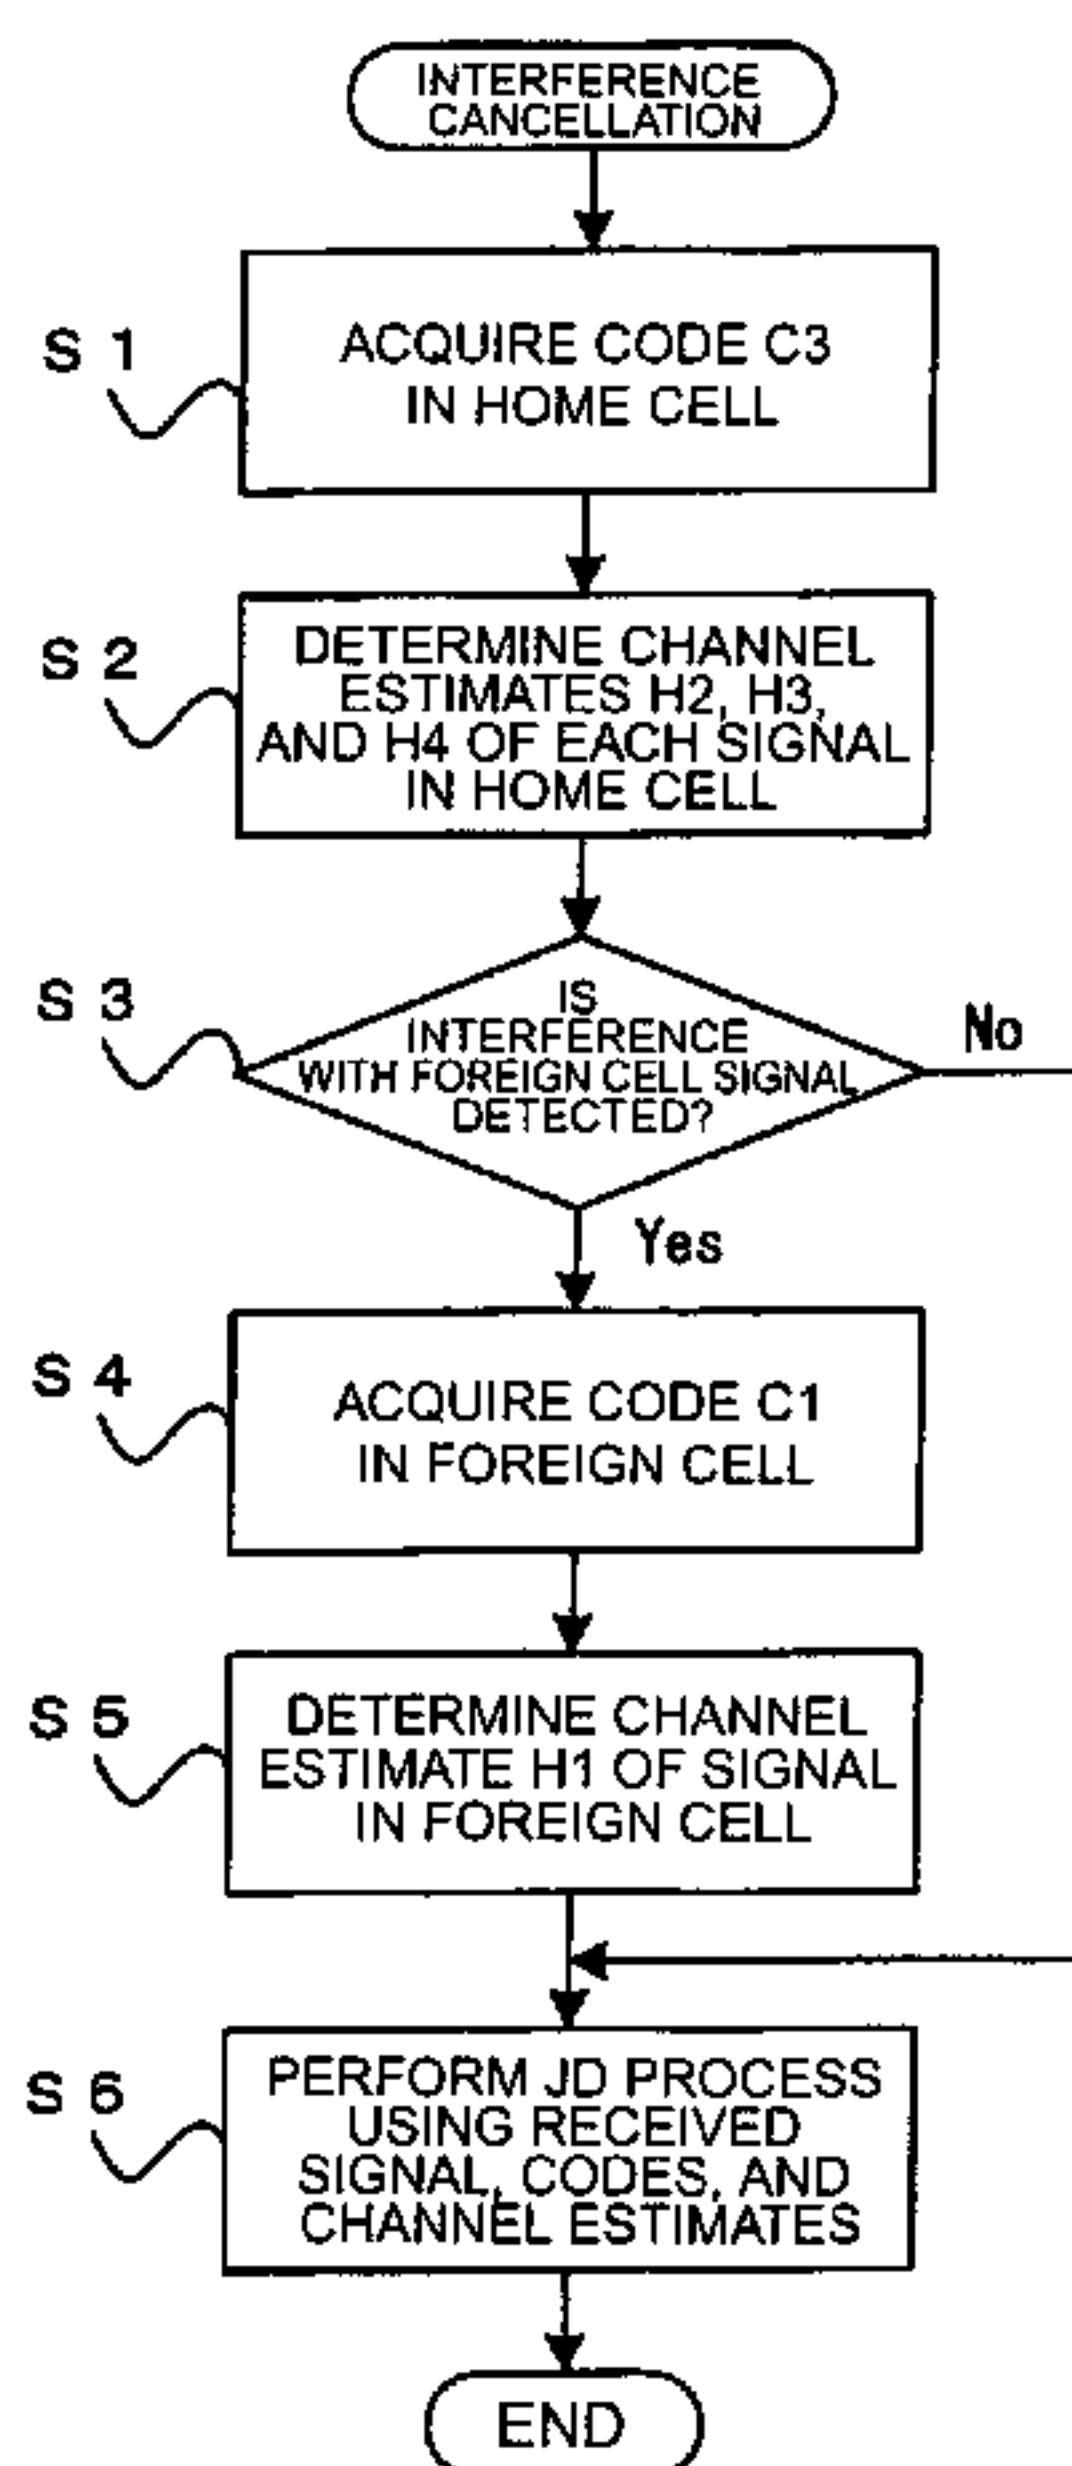 INTERFERENCE
CANCELLATION
S 1
ACQUIRE CODE C3
IN HOME CELL
S 2
DETERMINE CHANNEL
ESTIMATES H2, H3,
AND H4 OF EACH SIGNAL
IN HOME CELL
S 3
IS
INTERFERENCE
WITH FOREIGN CELL SIGNAL
DETECTED?
No
Yes
S 4
ACQUIRE CODE C1
IN FOREIGN CELL
S 5
DETERMINE CHANNEL
ESTIMATE H1 OF SIGNAL
IN FOREIGN CELL
S 6
PERFORM JD PROCESS
USING RECEIVED
SIGNAL, CODES, AND
CHANNEL ESTIMATES
END